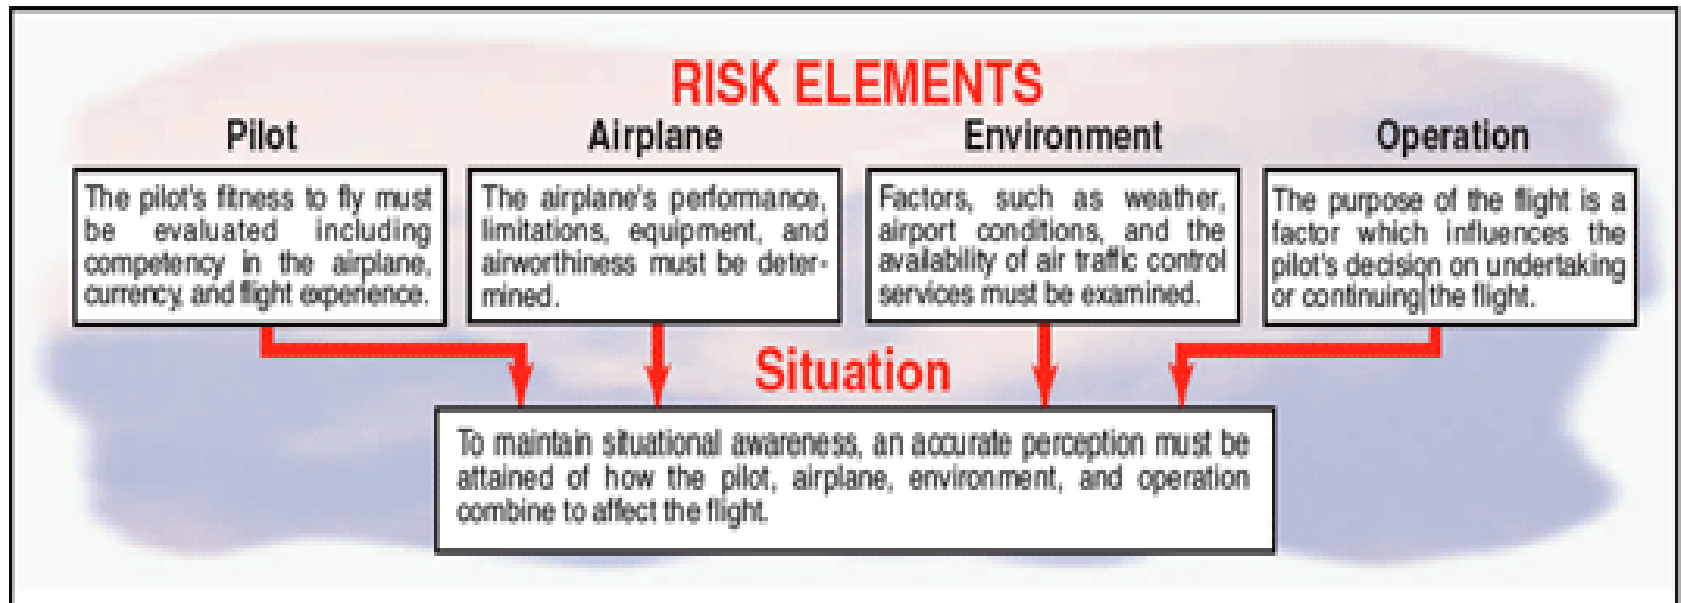 RISK ELEMENTS
Pilot
The pilot's fitness to fly must
be evaluated including
competency in the airplane,
currency, and flight experience.
Airplane
The airplane's performance,
limitations, equipment, and
airworthiness must be deter-
mined.
Environment
Factors, such as weather,
airport conditions, and the
availability of air traffic control
services must be examined.
Operation
The purpose of the flight is a
factor which influences the
pilot's decision on undertaking
or continuing the flight.
Situation
To maintain situational awareness, an accurate perception must be
attained of how the pilot, airplane, environment, and operation
combine to affect the flight.